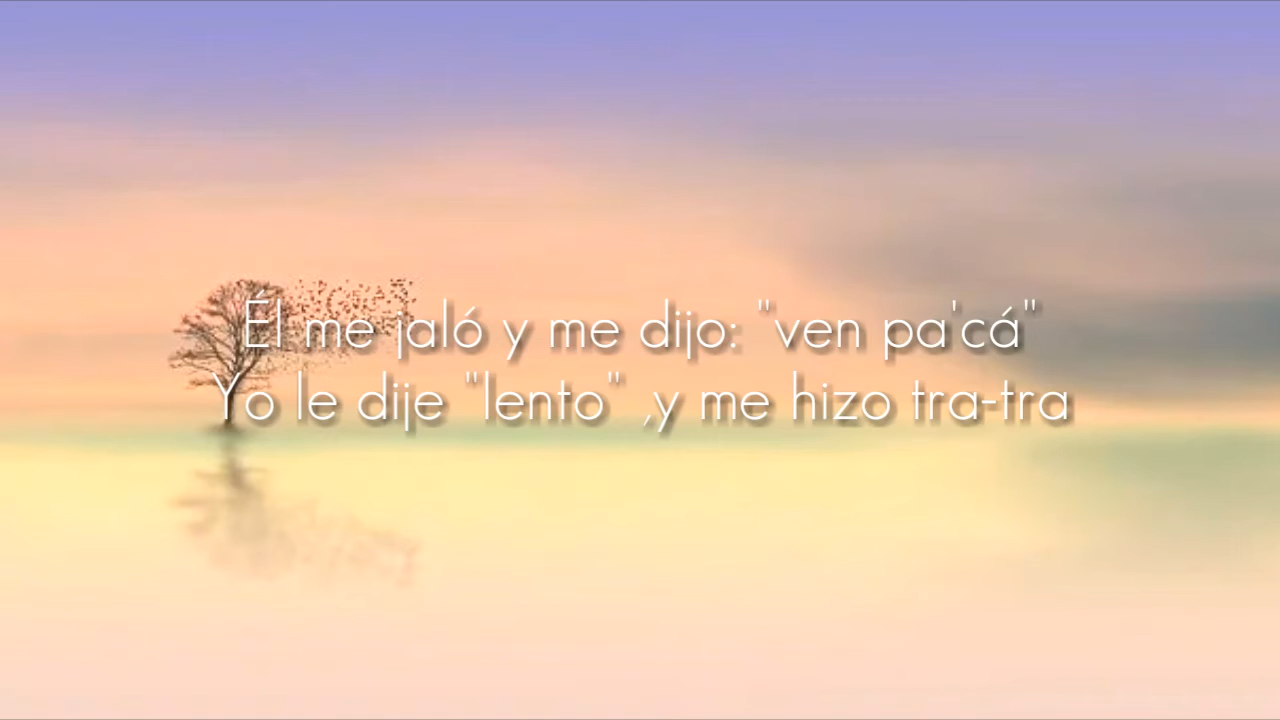 Él me jaló y me dijo: "ven pa'cá"
Yo le dije "lento" ,y me hizo tra-tra